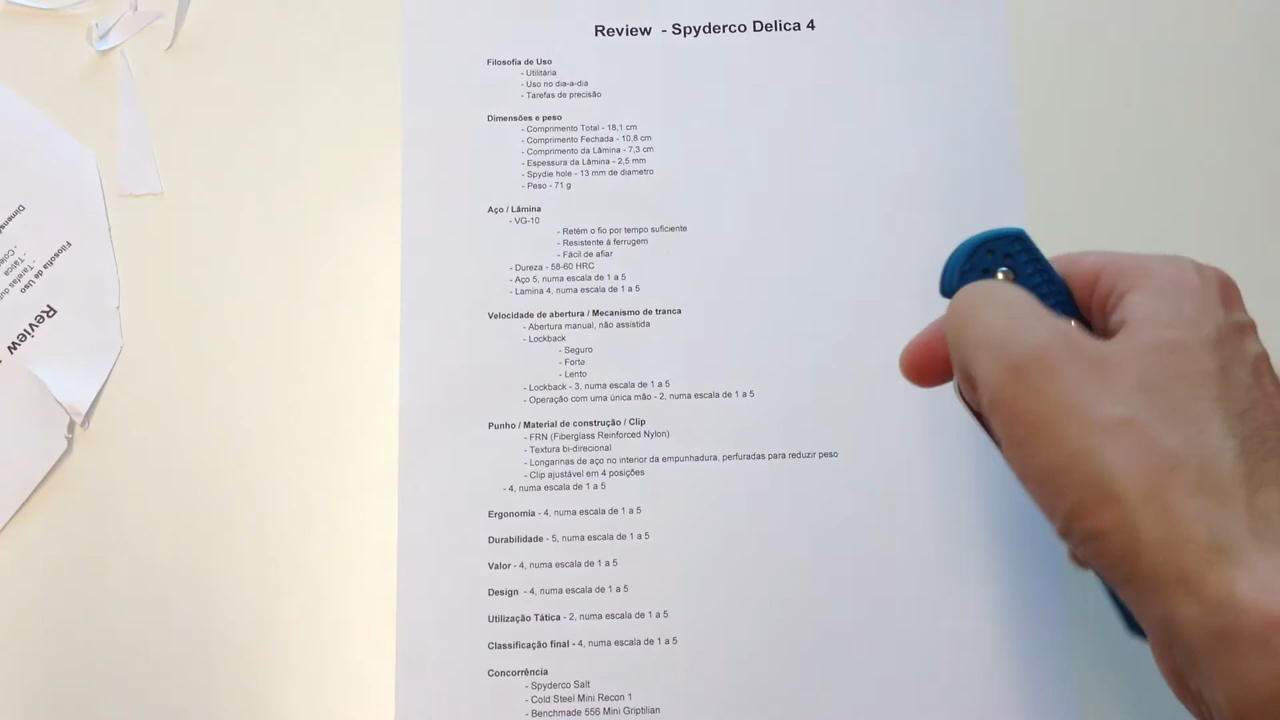 Review - Spyderco Delica 4
Filosofia de Uso
- Utilitária
- Uso no dia-a-dia
- Tarefas de precisão
Dimensões e peso
- Comprimento Total - 18,1 cm
- Comprimento Fechada - 10,8 cm
- Comprimento da Lâmina - 7,3 cm
- Espessura da Lâmina - 2,5 mm
- Spydie hole - 13 mm de diametro
- Peso - 71 g
Aço / Lâmina
- VG-10
- Retêm o fio por tempo suficiente
- Resistente à ferrugem
- Fácil de afiar
- Dureza - 58-60 HRC
- Aço 5, numa escala de 1 a 5
- Lamina 4, numa escala de 1 a 5
Velocidade de abertura / Mecanismo de tranca
- Abertura manual, não assistida
- Lockback
- Seguro
- Forte
- Lento
- Lockback - 3, numa escala de 1 a 5
- Operação com uma única mão - 2, numa escala de 1 a 5
Punho / Material de construção / Clip
- FRN (Fiberglass Reinforced Nylon)
- Textura bi-direcional
- Longarinas de aço no interior da empunhadura, perfuradas para reduzir peso
- Clip ajustável em 4 posições
- 4, numa escala de 1 a 5
Ergonomia - 4, numa escala de 1 a 5
Durabilidade - 5, numa escala de 1 a 5
Valor - 4, numa escala de 1 a 5
Design - 4, numa escala de 1 a 5
Utilização Tática - 2, numa escala de 1 a 5
Classificação final - 4, numa escala de 1 a 5
Concorrência
- Spyderco Salt
- Cold Steel Mini Recon 1
- Benchmade 556 Mini Griptilian
Review
Filosofia de Uso
- Tática